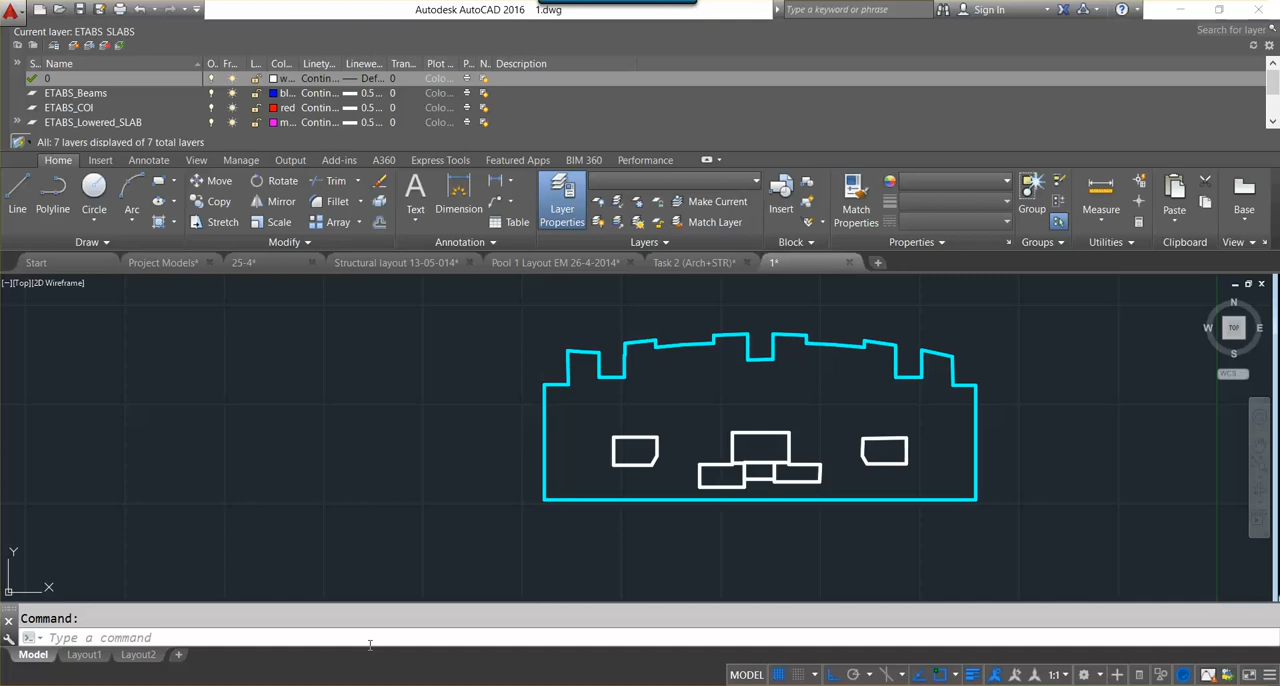 Autodesk AutoCAD 2016    1.dwg
Type a keyword or phrase
Sign In
Current layer: ETABS_SLABS
Search for layer
S.. Name O. Fr... L... Col... Linety... Linewe... Tran... Plot ... P.. N.. Description
0 w... Contin... Def... 0 Colo...
ETABS_Beams bl... Contin... 0.5... 0 Colo...
ETABS_COI red Contin... 0.5... 0 Colo...
ETABS_Lowered_SLAB m... Contin... 0.5... 0 Colo...
All: 7 layers displayed of 7 total layers
Home Insert Annotate View Manage Output Add-ins A360 Express Tools Featured Apps BIM 360 Performance
Line Polyline Circle Arc
Move Rotate Trim
Copy Mirror Fillet
Stretch Scale Array
Text Dimension Table
Layer Properties
Make Current
Match Layer
Insert
Match Properties
Group
Measure
Paste
Base
Draw Modify Annotation Layers Block Properties Groups Utilities Clipboard View
Start Project Models* 25-4* Structural layout 13-05-014* Pool 1 Layout EM 26-4-2014* Task 2 (Arch+STR)* 1*
[−][Top][2D Wireframe]
N
W TOP E
S
WCS
Y
X
Command:
Type a command
Model Layout1 Layout2 +
MODEL 1:1